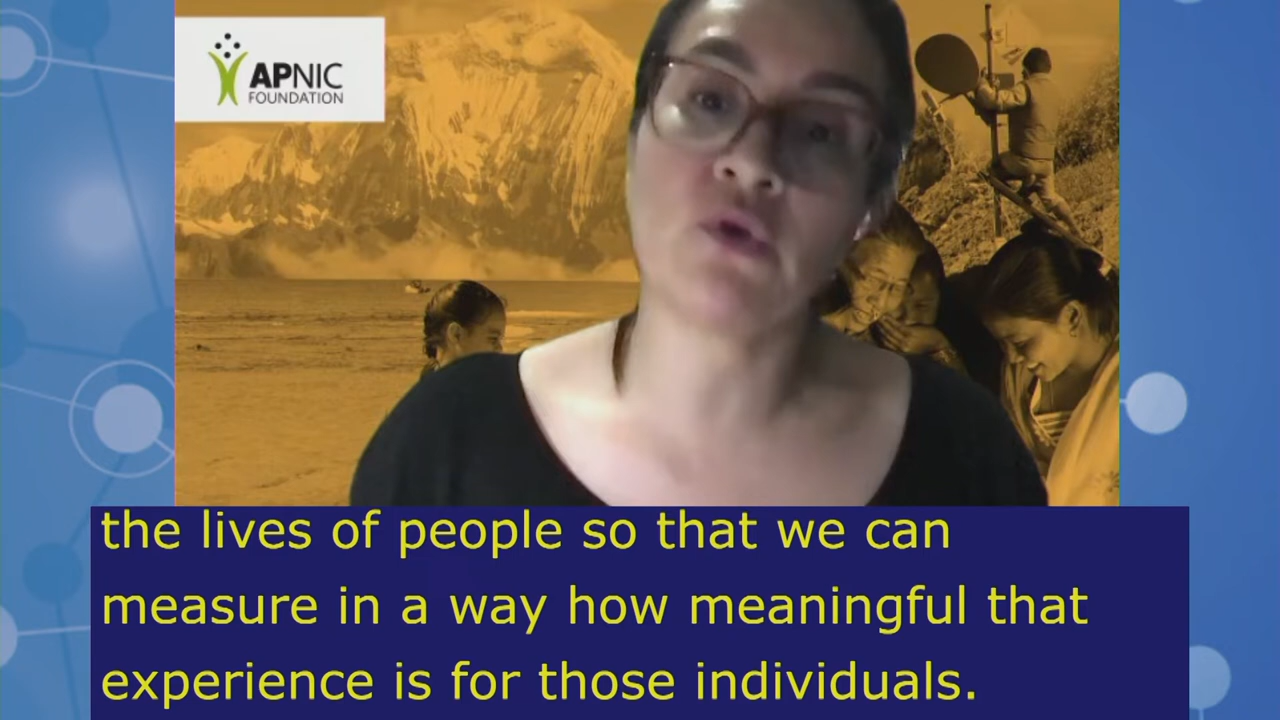 APNIC
FOUNDATION
the lives of people so that we can
measure in a way how meaningful that
experience is for those individuals.